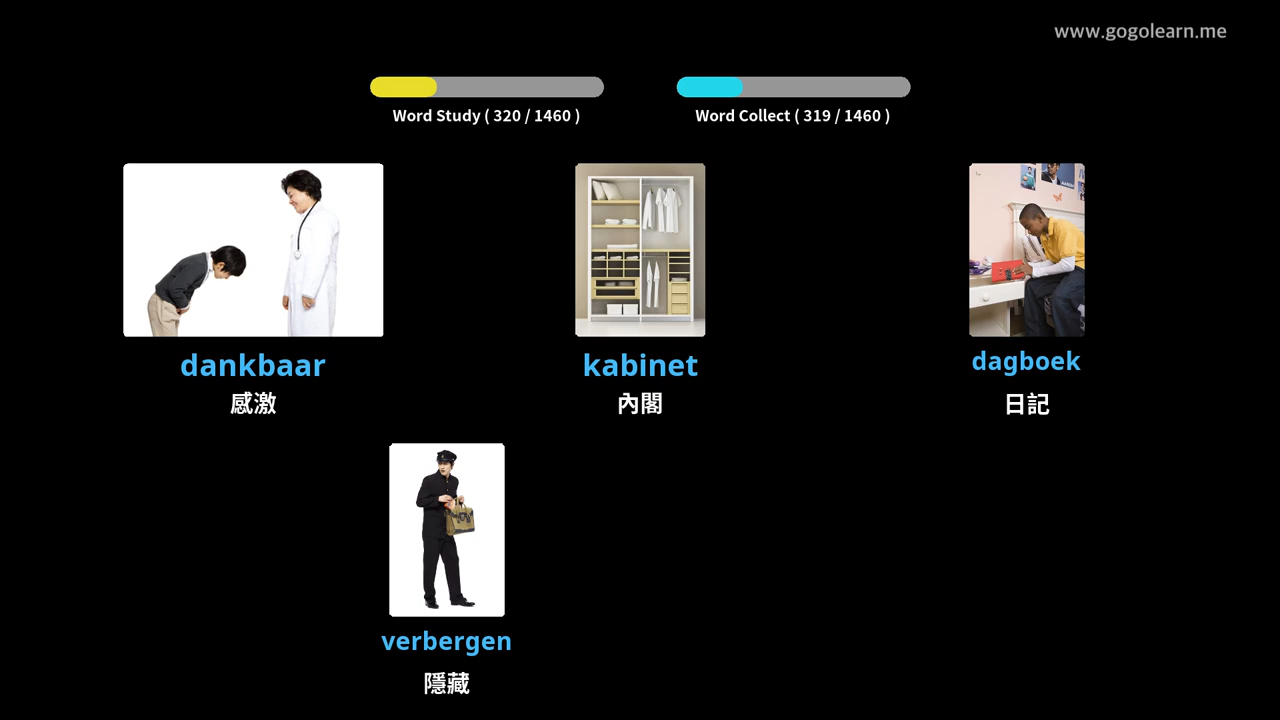 www.gogolearn.me
Word Study ( 320 / 1460 )
Word Collect ( 319 / 1460 )
dankbaar
感激
kabinet
內閣
dagboek
日記
verbergen
隱藏